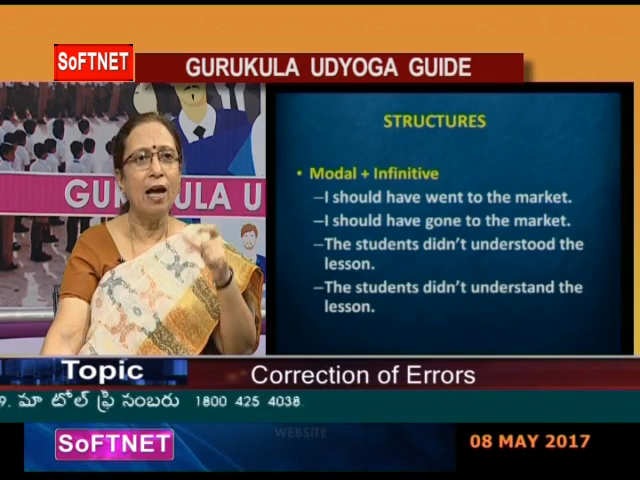 SoFTNET
GURUKULA UDYOGA GUIDE
GURUKULA U
STRUCTURES
• Modal + Infinitive
–I should have went to the market.
–I should have gone to the market.
–The students didn't understood the
lesson.
–The students didn't understand the
lesson.
Topic
Correction of Errors
9, మా టోల్ ఫ్రి నంబరు 1800 425 4038.
SoFTNET
WEBSITE
08 MAY 2017